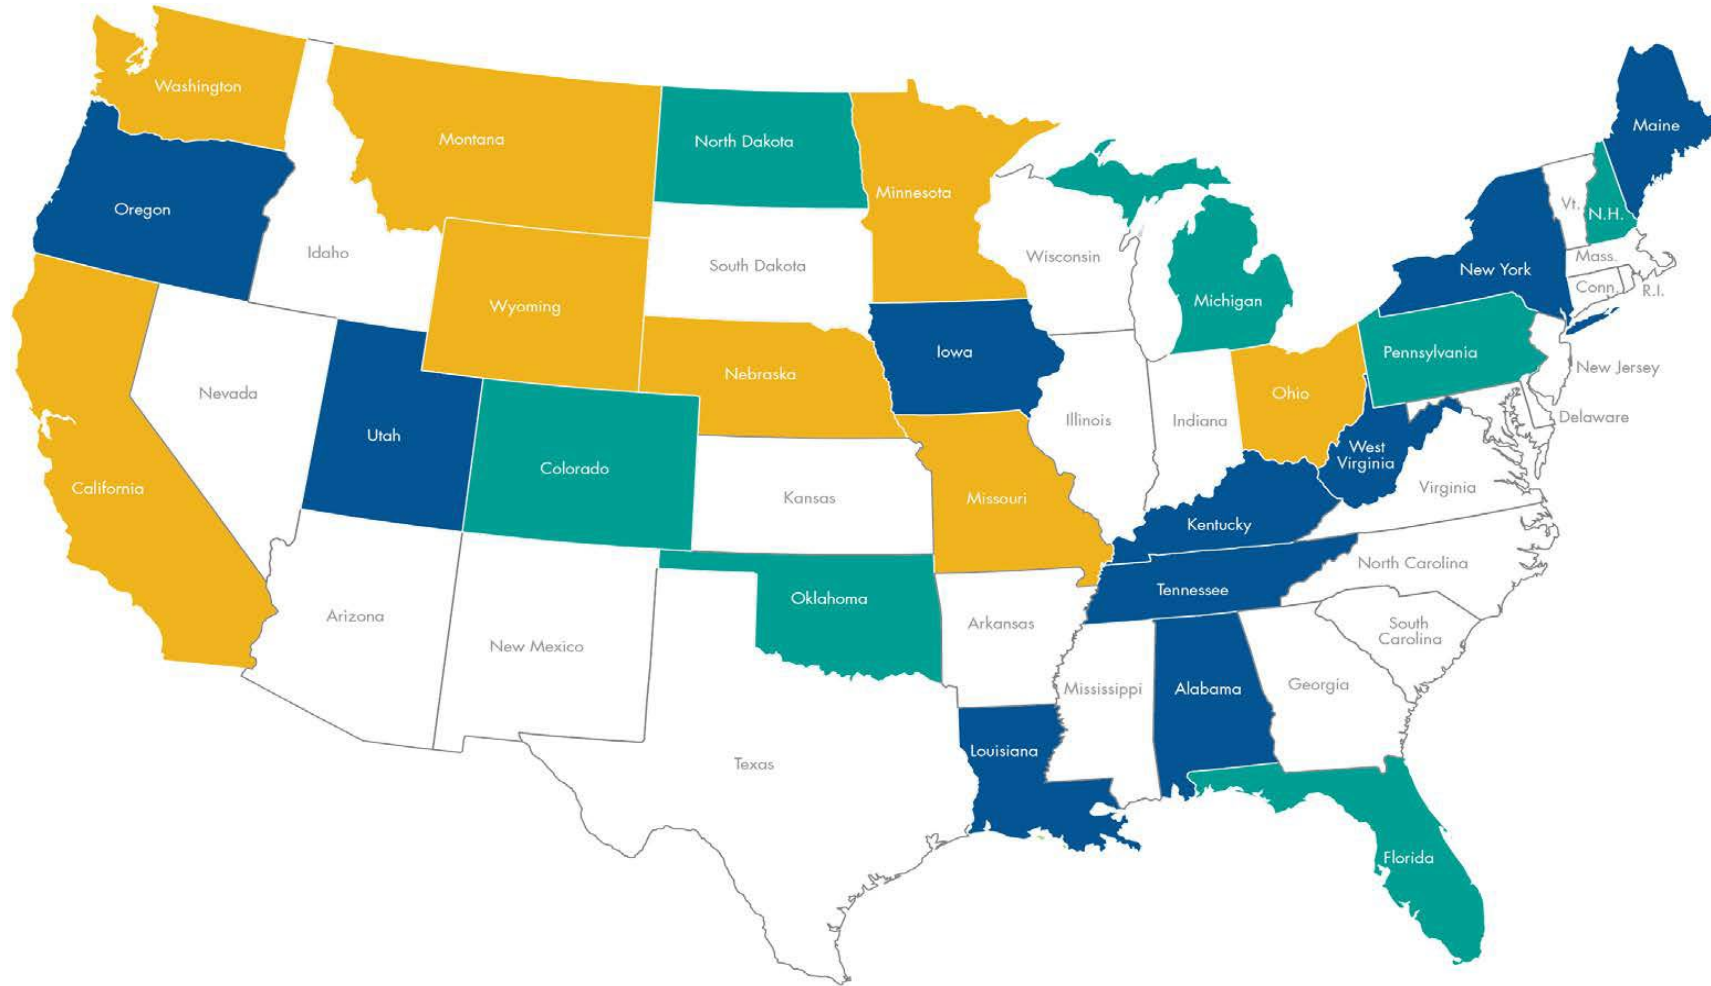 Washington
Montana
North Dakota
Minnesota
Maine
Oregon
Idaho
South Dakota
Wisconsin
Michigan
Vt.
N.H.
New York
Mass.
Conn.
R.I.
Wyoming
Nebraska
Iowa
Illinois
Indiana
Ohio
Pennsylvania
New Jersey
Delaware
Nevada
Utah
Colorado
Kansas
Missouri
Kentucky
West
Virginia
Virginia
California
Arizona
New Mexico
Oklahoma
Arkansas
Tennessee
North Carolina
South
Carolina
Mississippi
Alabama
Georgia
Texas
Louisiana
Florida